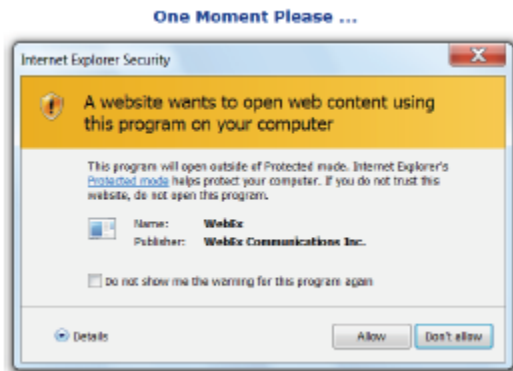 One Moment Please ...
Internet Explorer Security
A website wants to open web content using
this program on your computer
This program will open outside of Protected mode. Internet Explorer's
Protected mode helps protect your computer. If you do not trust this
website, do not open this program.
Name: WebEx
Publisher: WebEx Communications Inc.
Do not show me the warning for this program again
Details
Allow
Don't allow